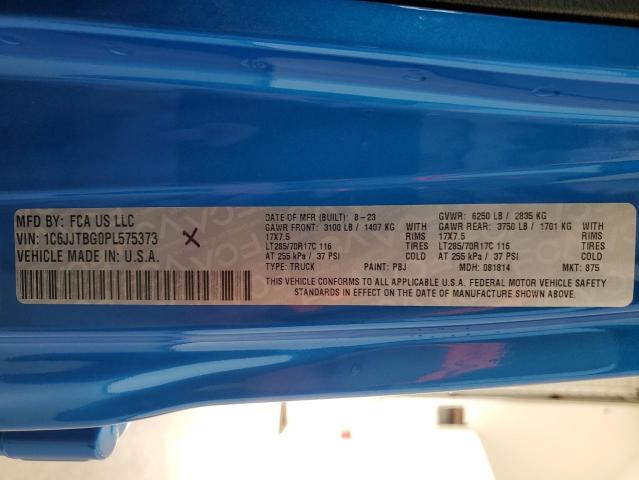 MFD BY: FCA US LLC
VIN: 1C6JJTBG0PL575373
VEHICLE MADE IN: U.S.A.
DATE OF MFR (BUILT): 8-23 GVWR: 6250 LB / 2835 KG
GAWR FRONT: 3100 LB / 1407 KG WITH GAWR REAR: 3750 LB / 1701 KG WITH
17X7.5 RIMS 17X7.5 RIMS
LT285/70R17C 116 TIRES LT285/70R17C 116 TIRES
AT 255 kPa / 37 PSI COLD AT 255 kPa / 37 PSI COLD
TYPE: TRUCK PAINT: PBJ MDH: 081814 MKT: 875
THIS VEHICLE CONFORMS TO ALL APPLICABLE U.S.A. FEDERAL MOTOR VEHICLE SAFETY
STANDARDS IN EFFECT ON THE DATE OF MANUFACTURE SHOWN ABOVE.